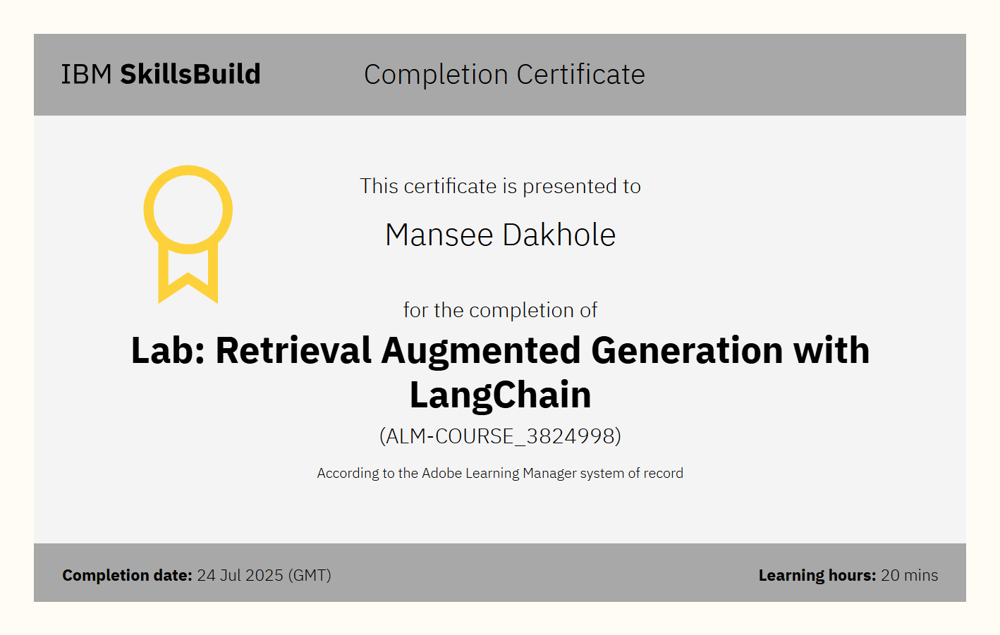 IBM SkillsBuild
Completion Certificate
This certificate is presented to
Mansee Dakhole
for the completion of
Lab: Retrieval Augmented Generation with
LangChain
(ALM-COURSE_3824998)
According to the Adobe Learning Manager system of record
Completion date: 24 Jul 2025 (GMT)
Learning hours: 20 mins